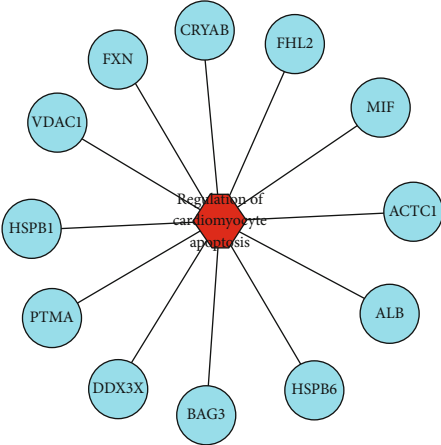 CRYAB
FHL2
FXN
MIF
VDAC1
Regulation of
cardiomyocyte
apoptosis
ACTC1
HSPB1
ALB
PTMA
DDX3X
HSPB6
BAG3